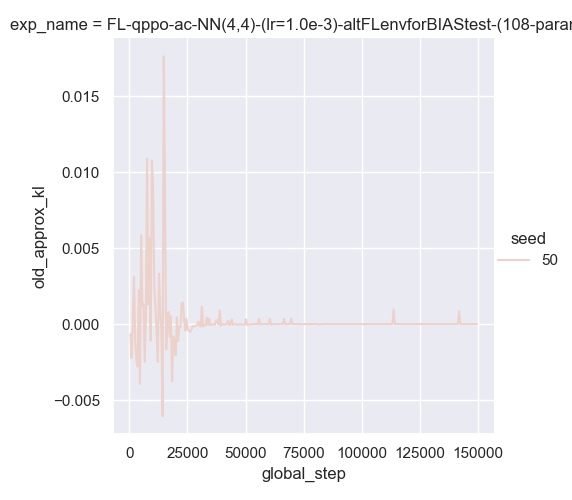 exp_name = FL-qppo-ac-NN(4,4)-(lr=1.0e-3)-altFLenvforBIAStest-(108-param
0.015
0.010
0.005
0.000
−0.005
old_approx_kl
seed
50
0 25000 50000 75000 100000 125000 150000
global_step